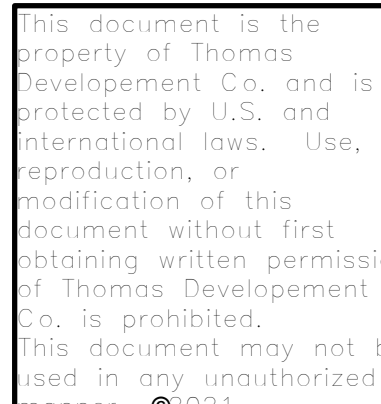 This document is the
property of Thomas
Developement Co. and is
protected by U.S. and
international laws. Use,
reproduction, or
modification of this
document without first
obtaining written permissi
of Thomas Developement
Co. is prohibited.
This document may not b
used in any unauthorized
manner. ©2021